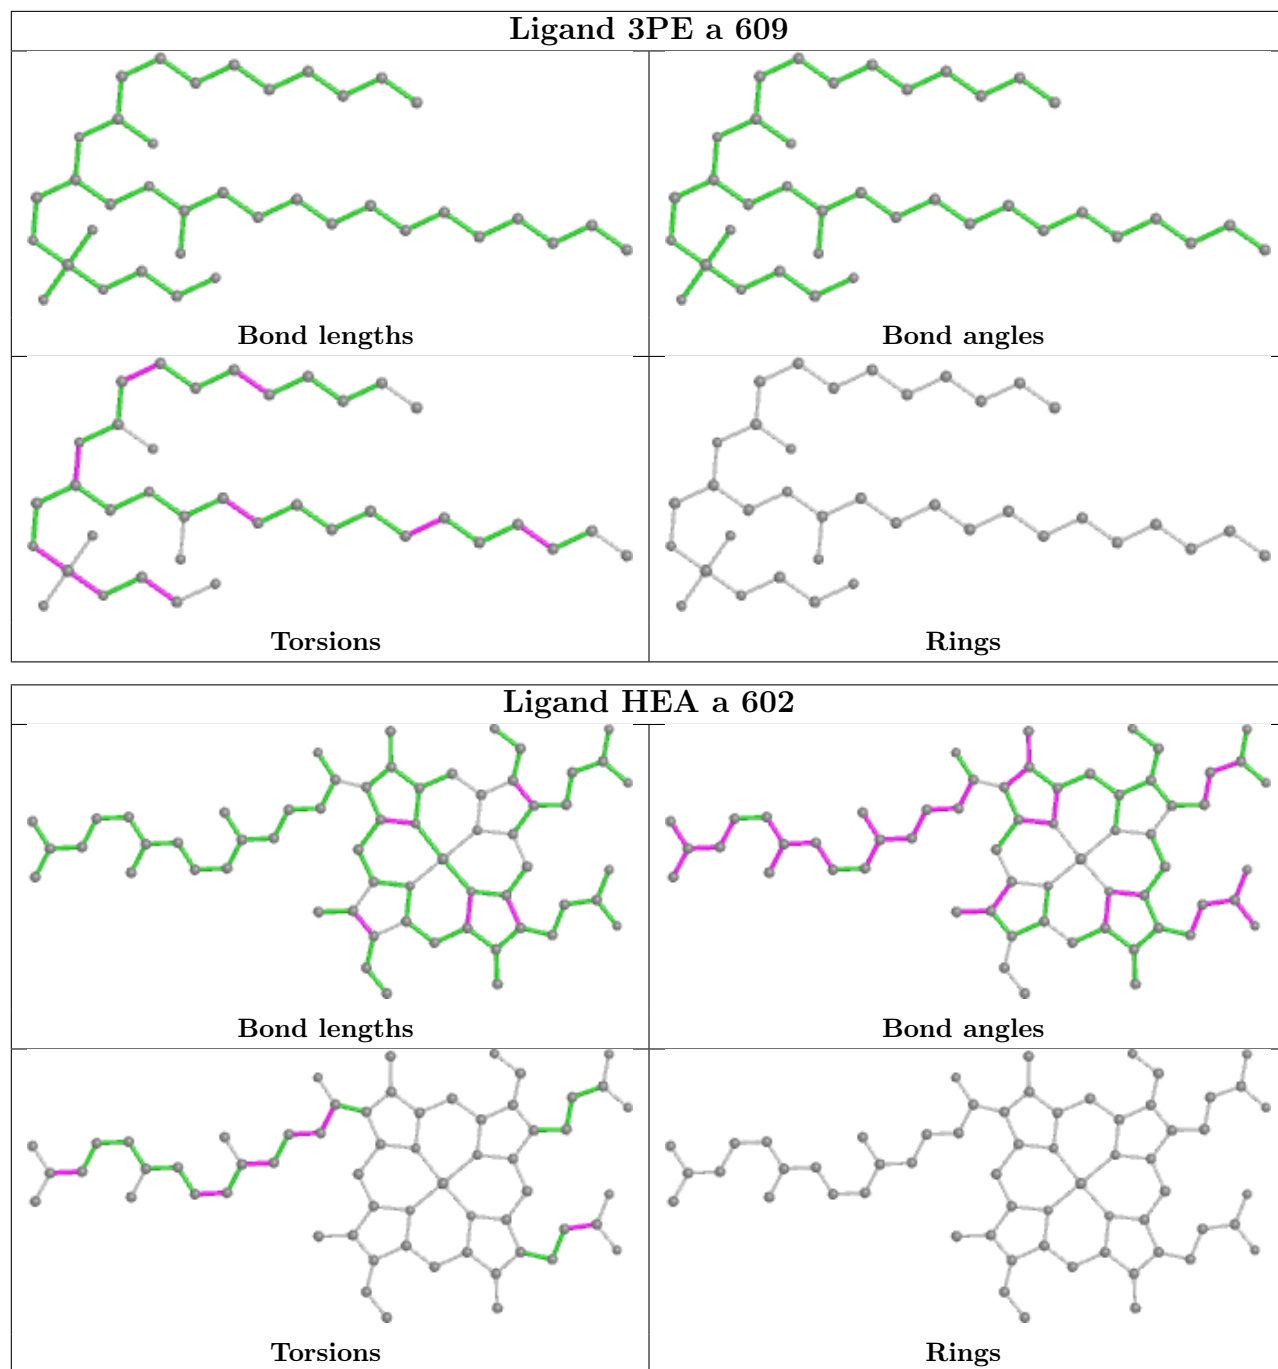 Ligand 3PE a 609
Bond lengths
Bond angles
Torsions
Rings
Ligand HEA a 602
Bond lengths
Bond angles
Torsions
Rings